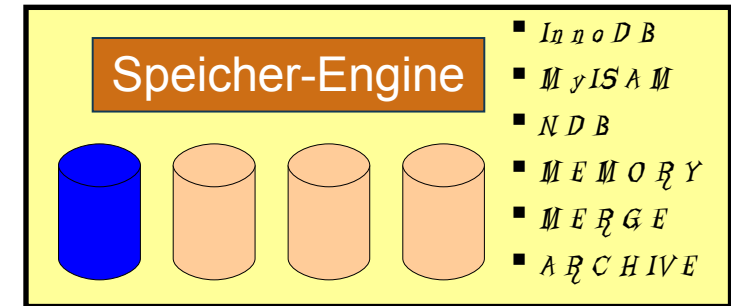 Speicher-Engine
InnoDB
MyISAM
NDB
MEMORY
MERGE
ARCHIVE